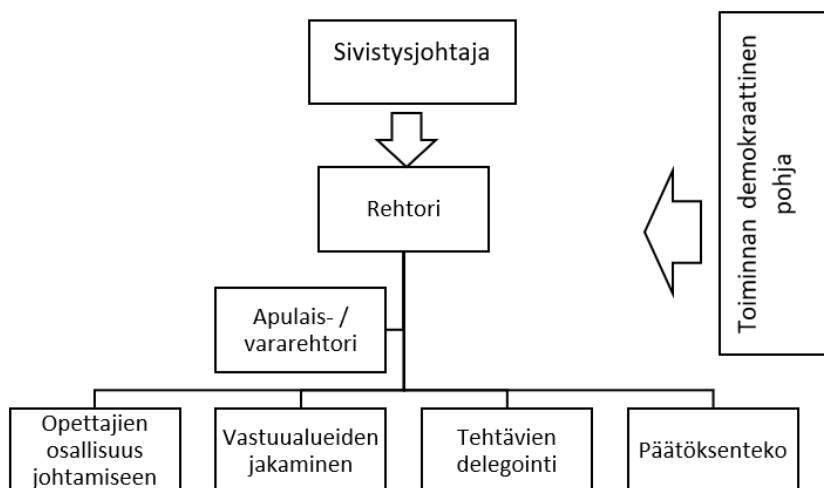 Sivistysjohtaja
Rehtori
Apulais- /
vararehtori
Opettajien
osallisuus
johtamiseen
Vastuualueiden
jakaminen
Tehtävien
delegointi
Päätöksenteko
Toiminnan demokraattinen
pohja